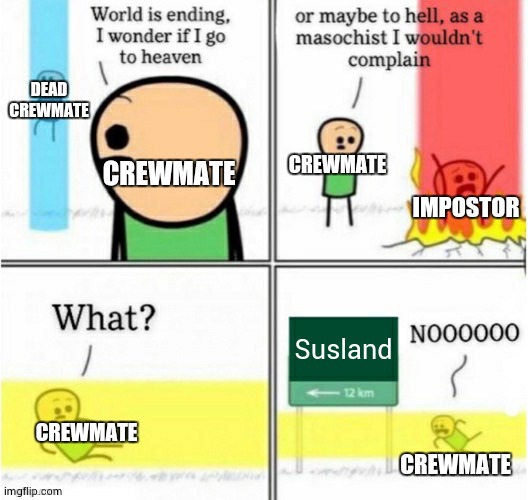 World is ending,
I wonder if I go
to heaven
DEAD
CREWMATE
CREWMATE
or maybe to hell, as a
masochist I wouldn't
complain
CREWMATE
IMPOSTOR
What?
CREWMATE
Susland
12 km
NOOOOOO
CREWMATE
imgflip.com